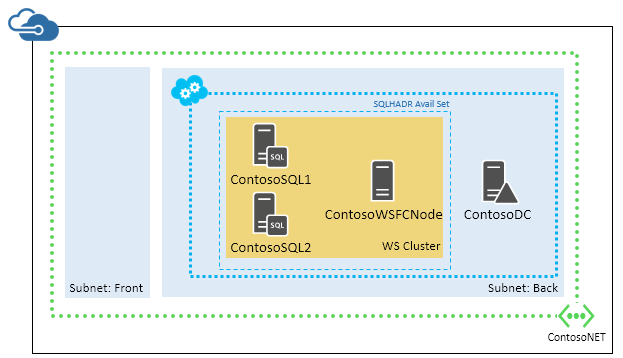 SQLHADR Avail Set
SQL
ContosoSQL1
SQL
ContosoSQL2
ContosoWSFCNode
ContosoDC
WS Cluster
Subnet: Front
Subnet: Back
ContosoNET